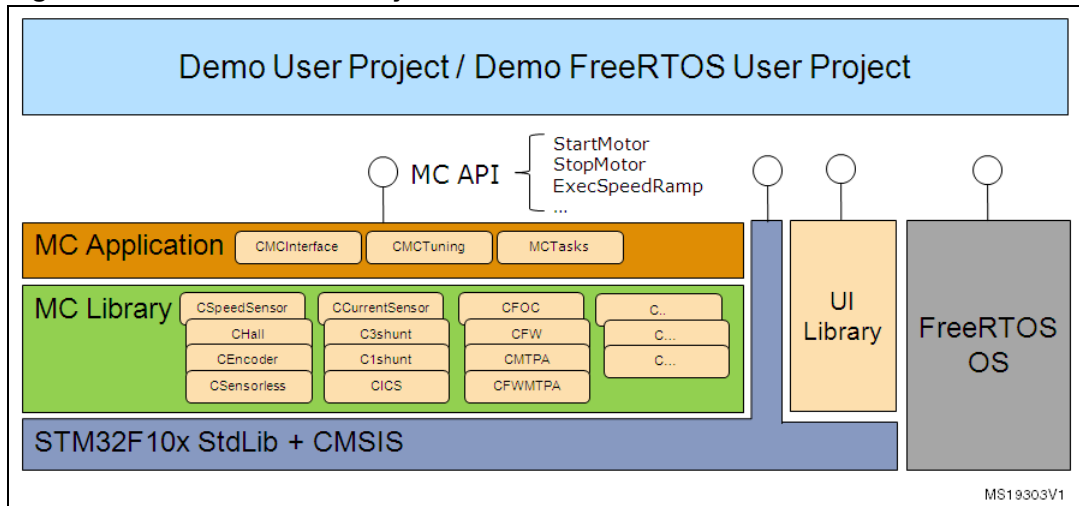 Demo User Project / Demo FreeRTOS User Project
MC API
StartMotor
StopMotor
ExecSpeedRamp
...
MC Application
CMCInterface
CMCTuning
MCTasks
MC Library
CSpeedSensor
CHall
CEncoder
CSensorless
CCurrentSensor
C3shunt
C1shunt
CICS
CFOC
CFW
CMTPA
CFWMTPA
C..
C...
C...
UI
Library
FreeRTOS
OS
STM32F10x StdLib + CMSIS
MS19303V1